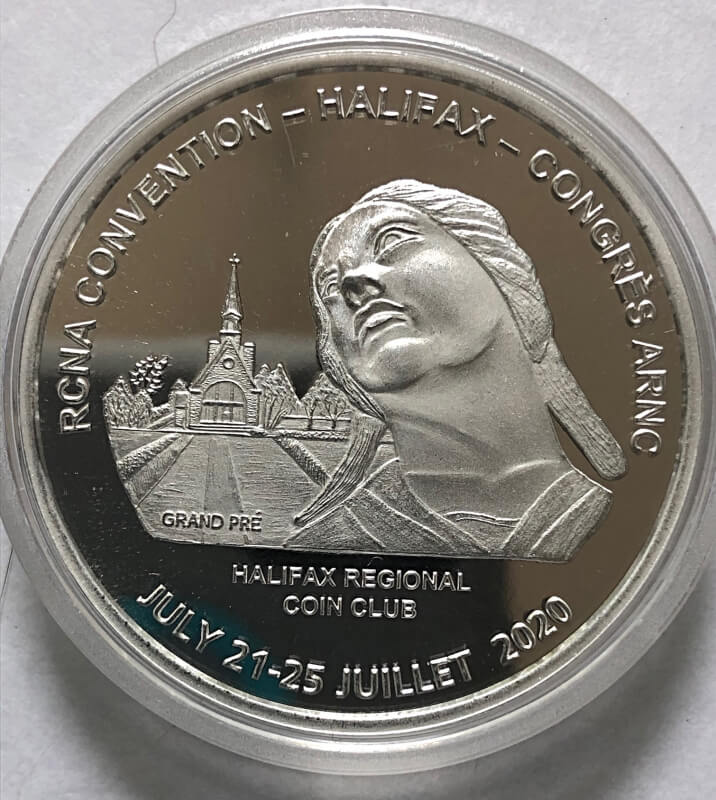 RCNA CONVENTION – HALIFAX – CONGRÈS ARNC
GRAND PRÉ
HALIFAX REGIONAL
COIN CLUB
JULY 21-25 JUILLET 2020